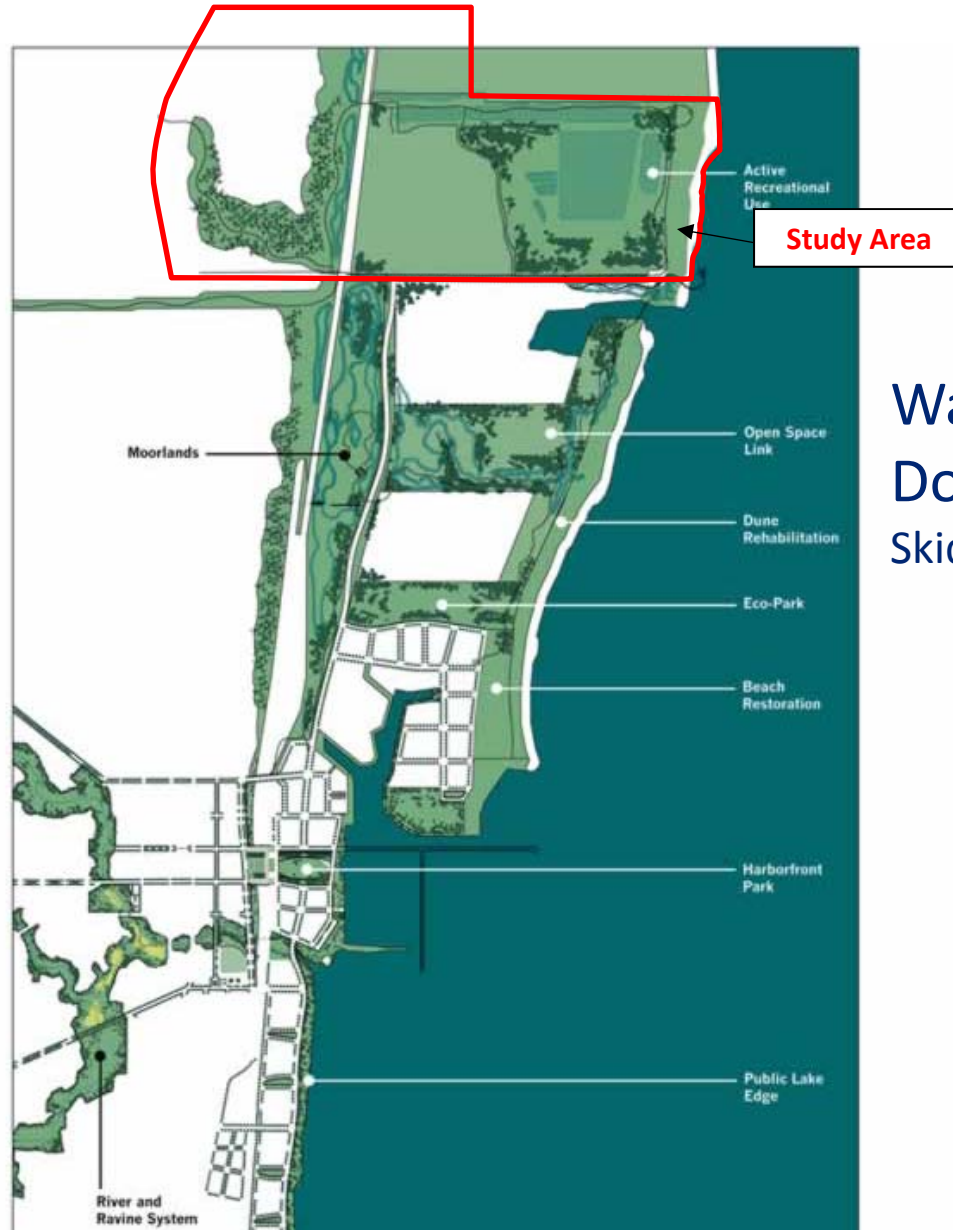 Active
Recreational
Use
Study Area
Moorlands
Open Space
Link
Dune
Rehabilitation
Eco-Park
Beach
Restoration
Harborfront
Park
Public Lake
Edge
River and
Ravine System
Wa
Do
Skid